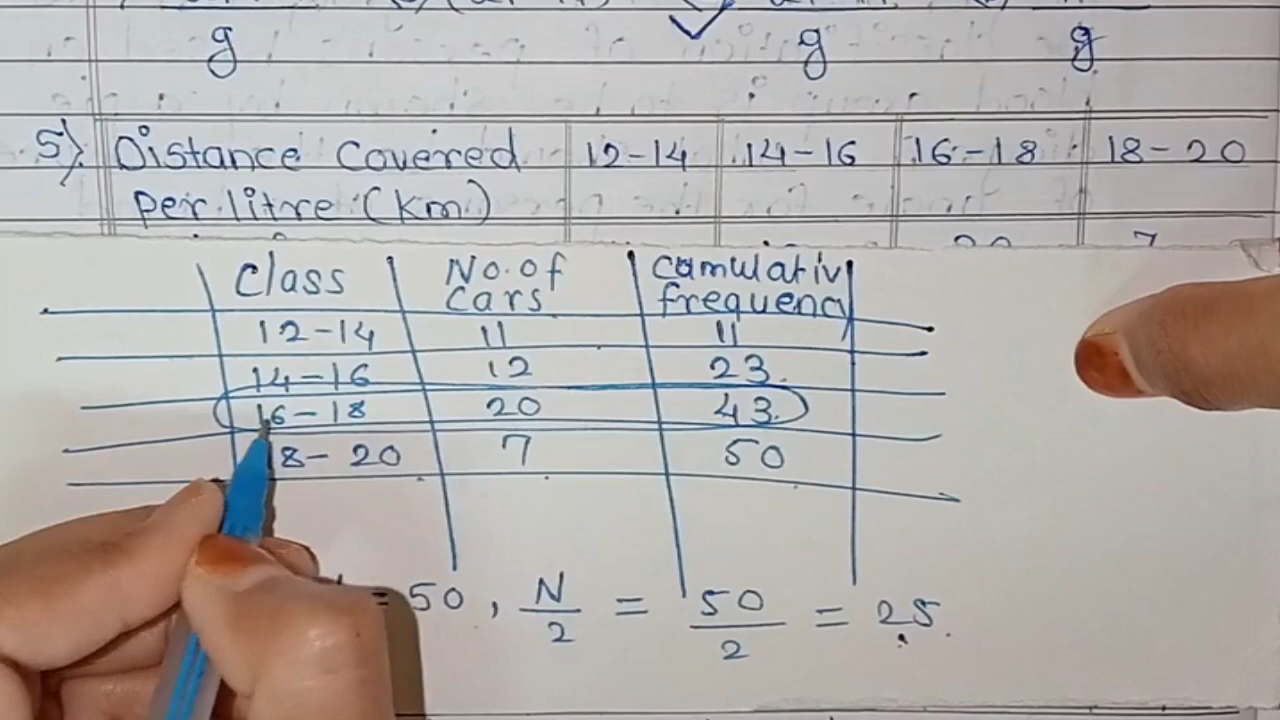 g g g
5) Distance Covered 12-14 14-16 16-18 18-20
per litre (km)
Class No. of cumulativ
cars frequenc
12-14 11 11
14-16 12 23
16-18 20 43
8-20 7 50
= 50, N/2 = 50/2 = 25